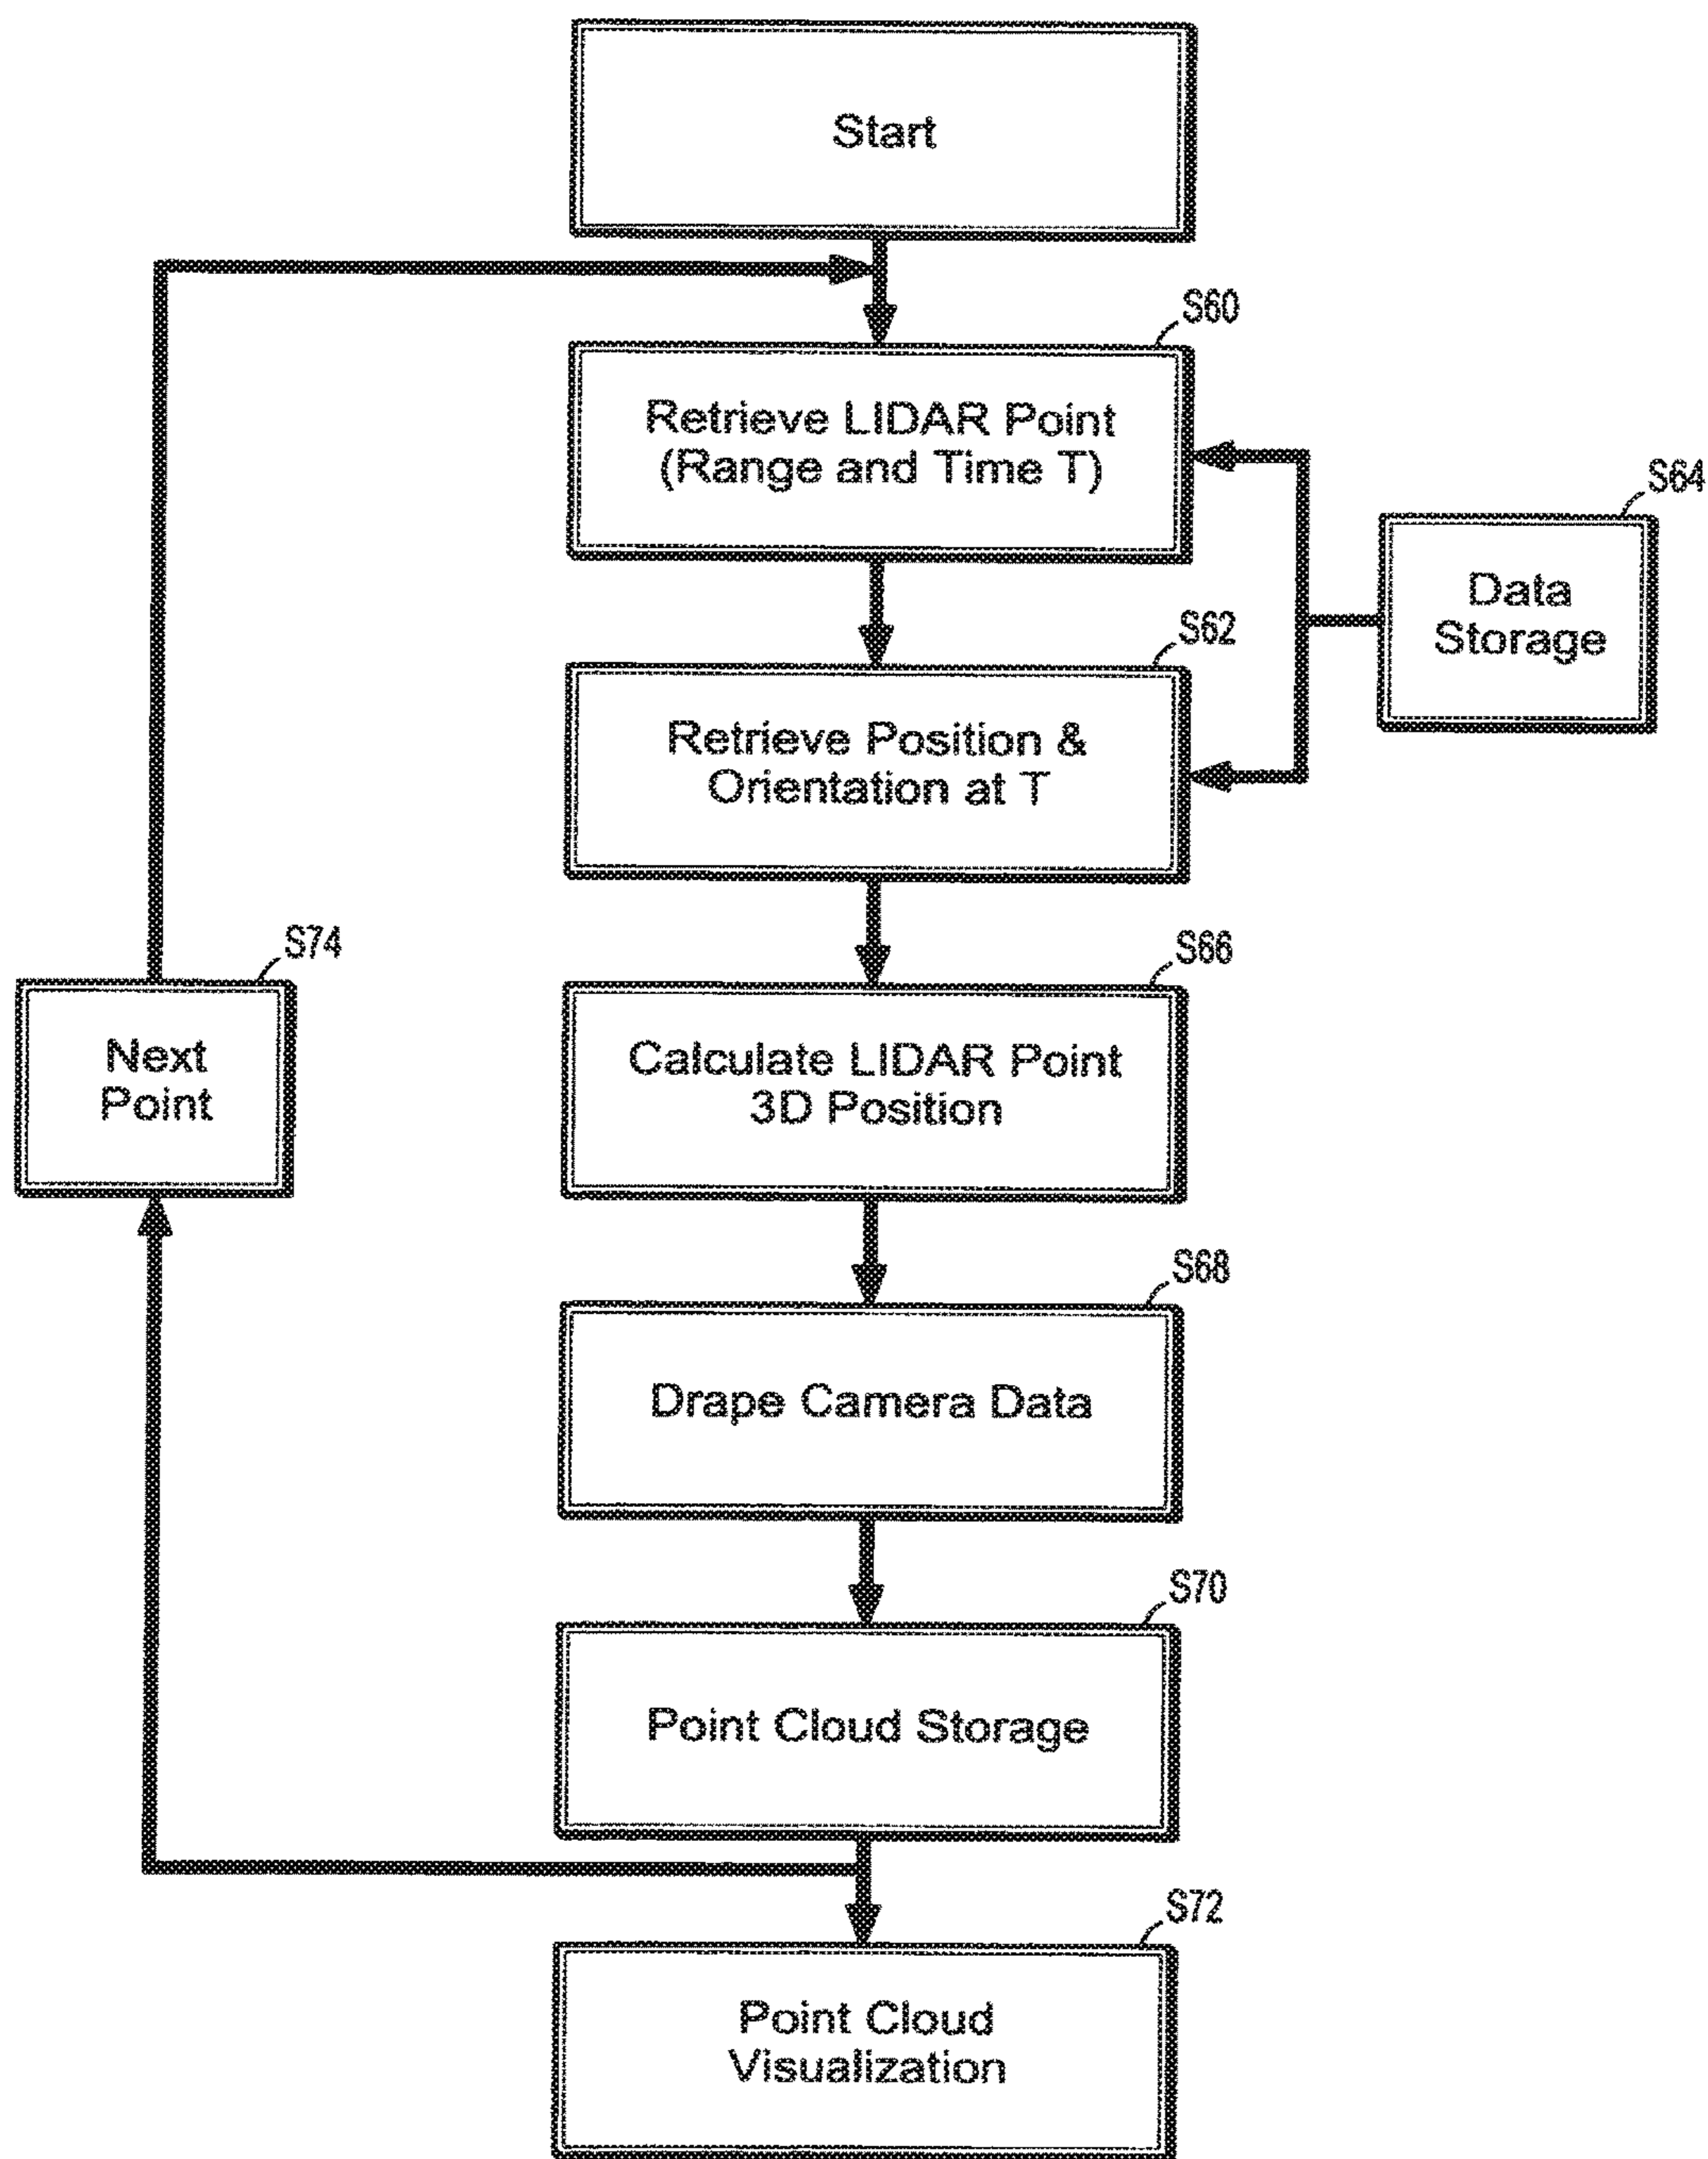 Start
S60
Retrieve LIDAR Point
(Range and Time T)
S64
Data
Storage
S62
Retrieve Position &
Orientation at T
S74
Next
Point
S66
Calculate LIDAR Point
3D Position
S68
Drape Camera Data
S70
Point Cloud Storage
S72
Point Cloud
Visualization